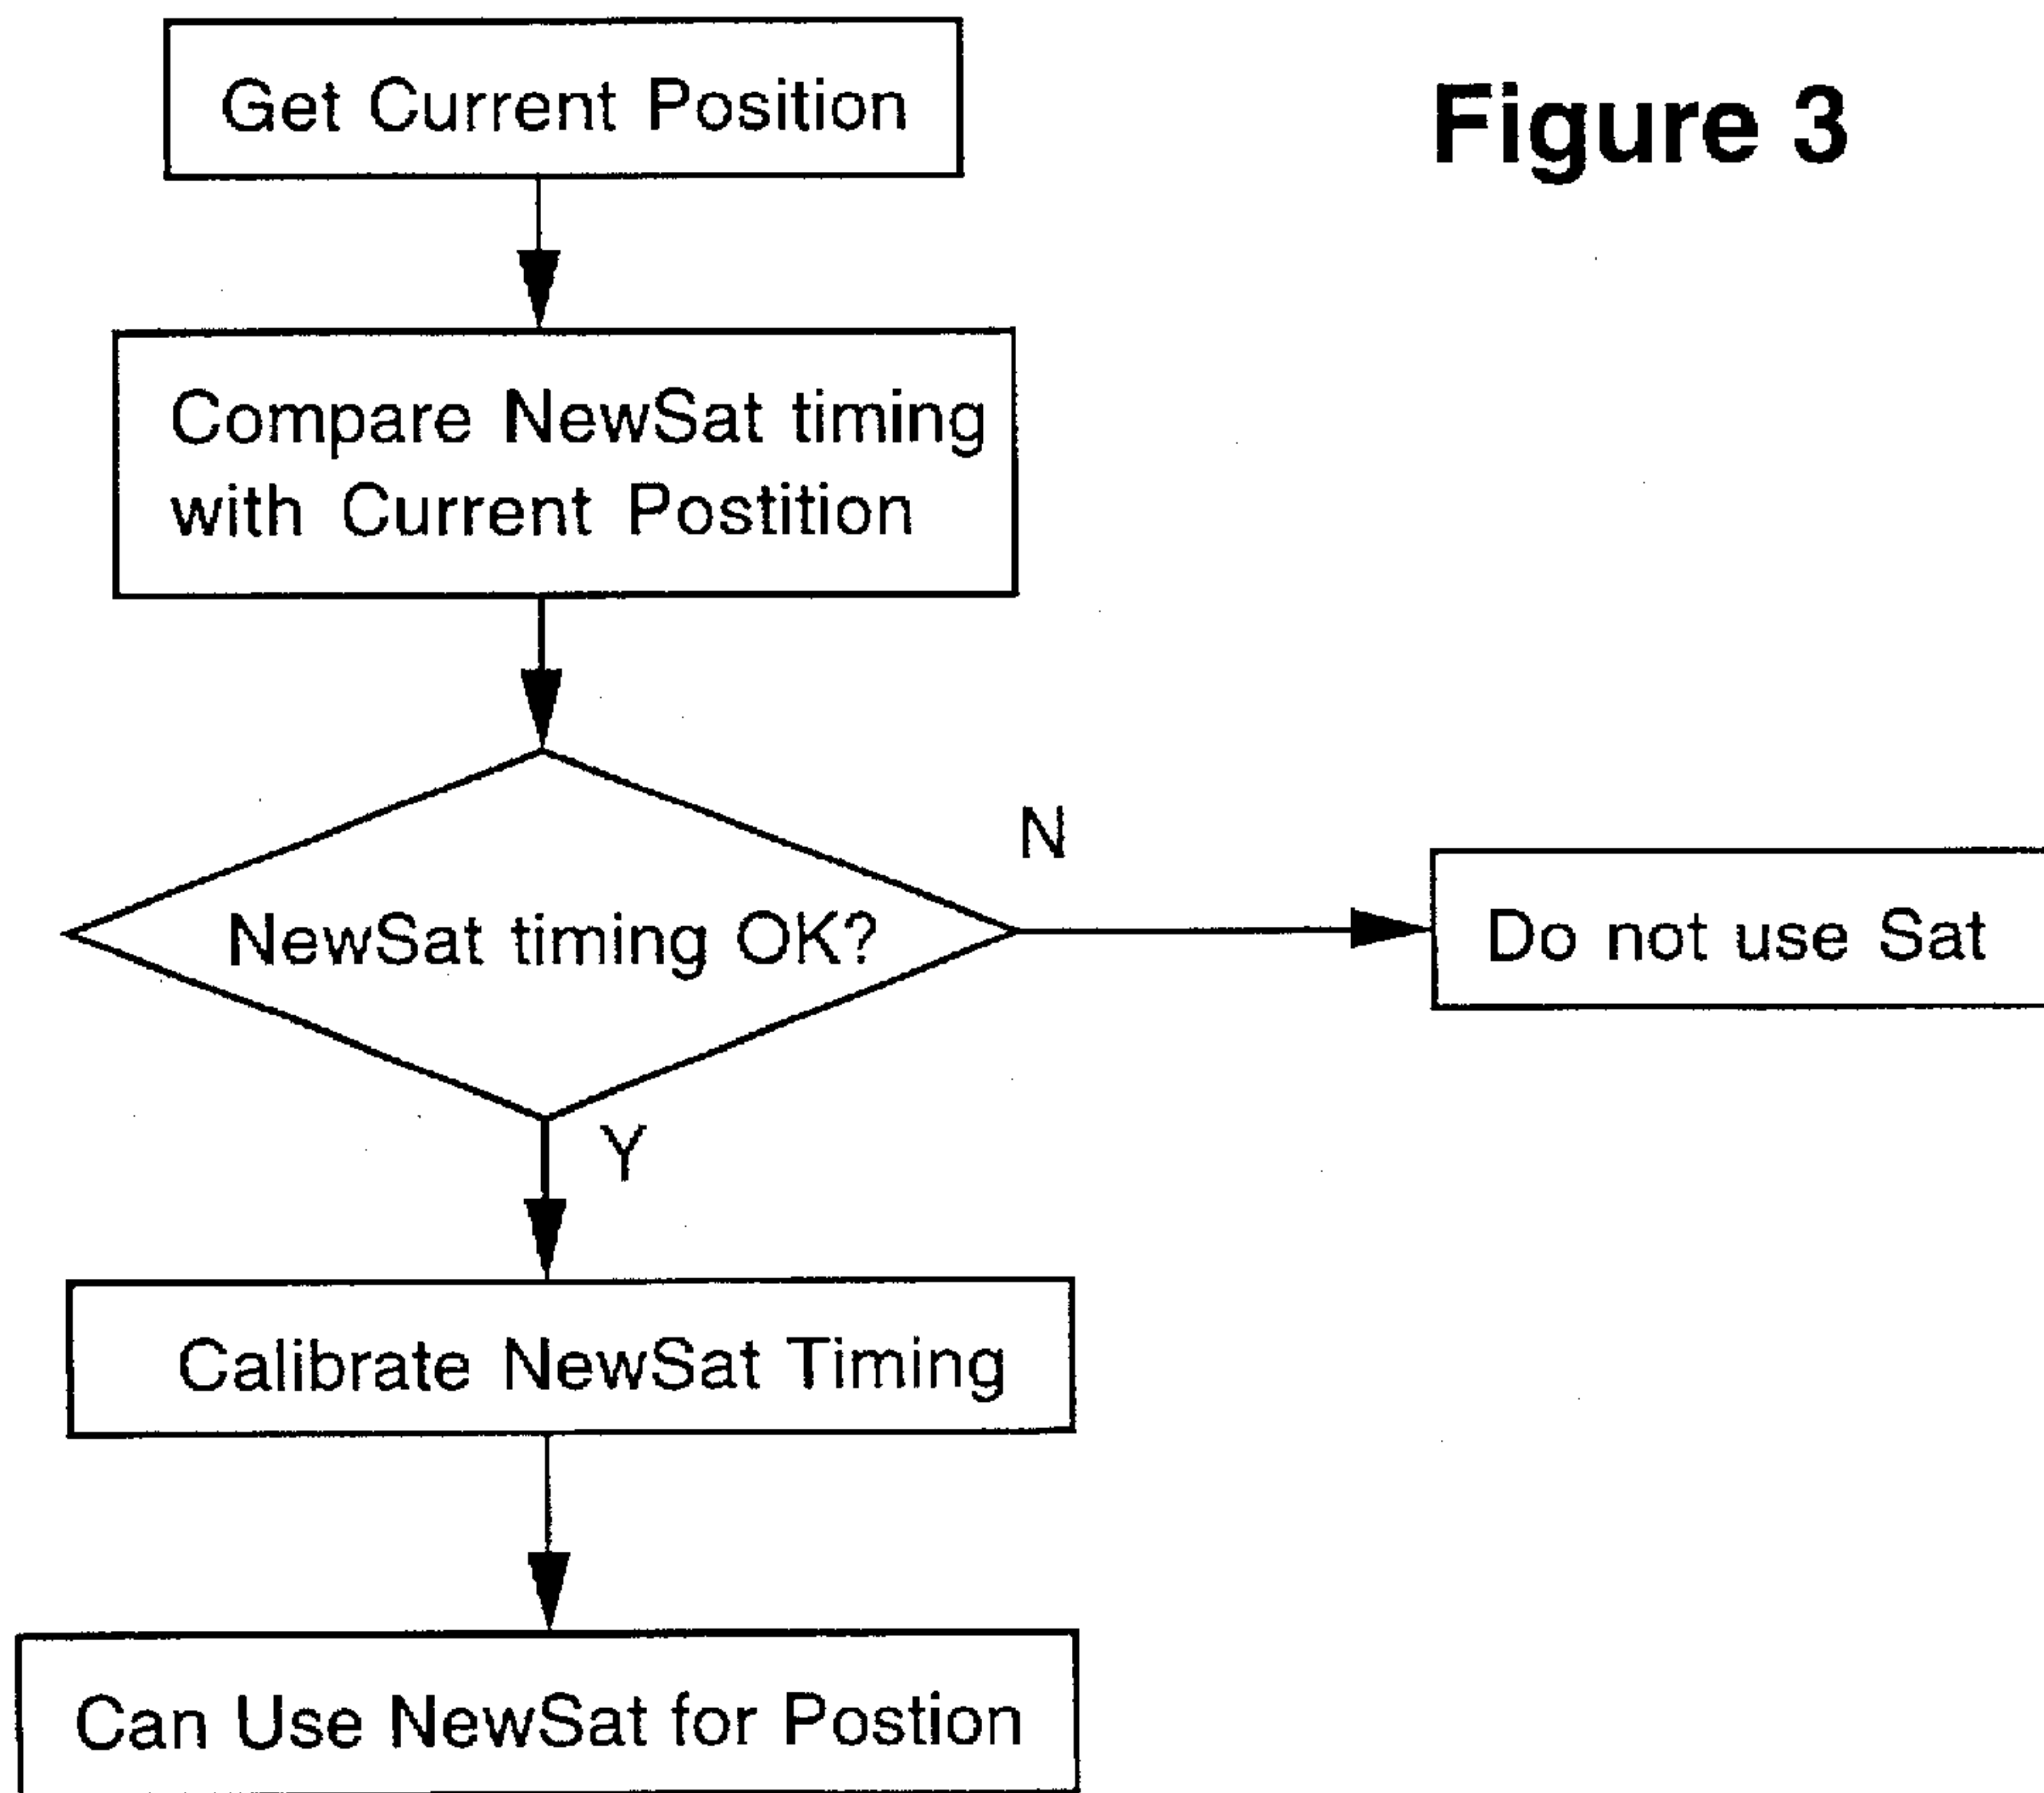 Get Current Position
Figure 3
Compare NewSat timing
with Current Postition
N
NewSat timing OK?
Do not use Sat
Y
Calibrate NewSat Timing
Can Use NewSat for Postion